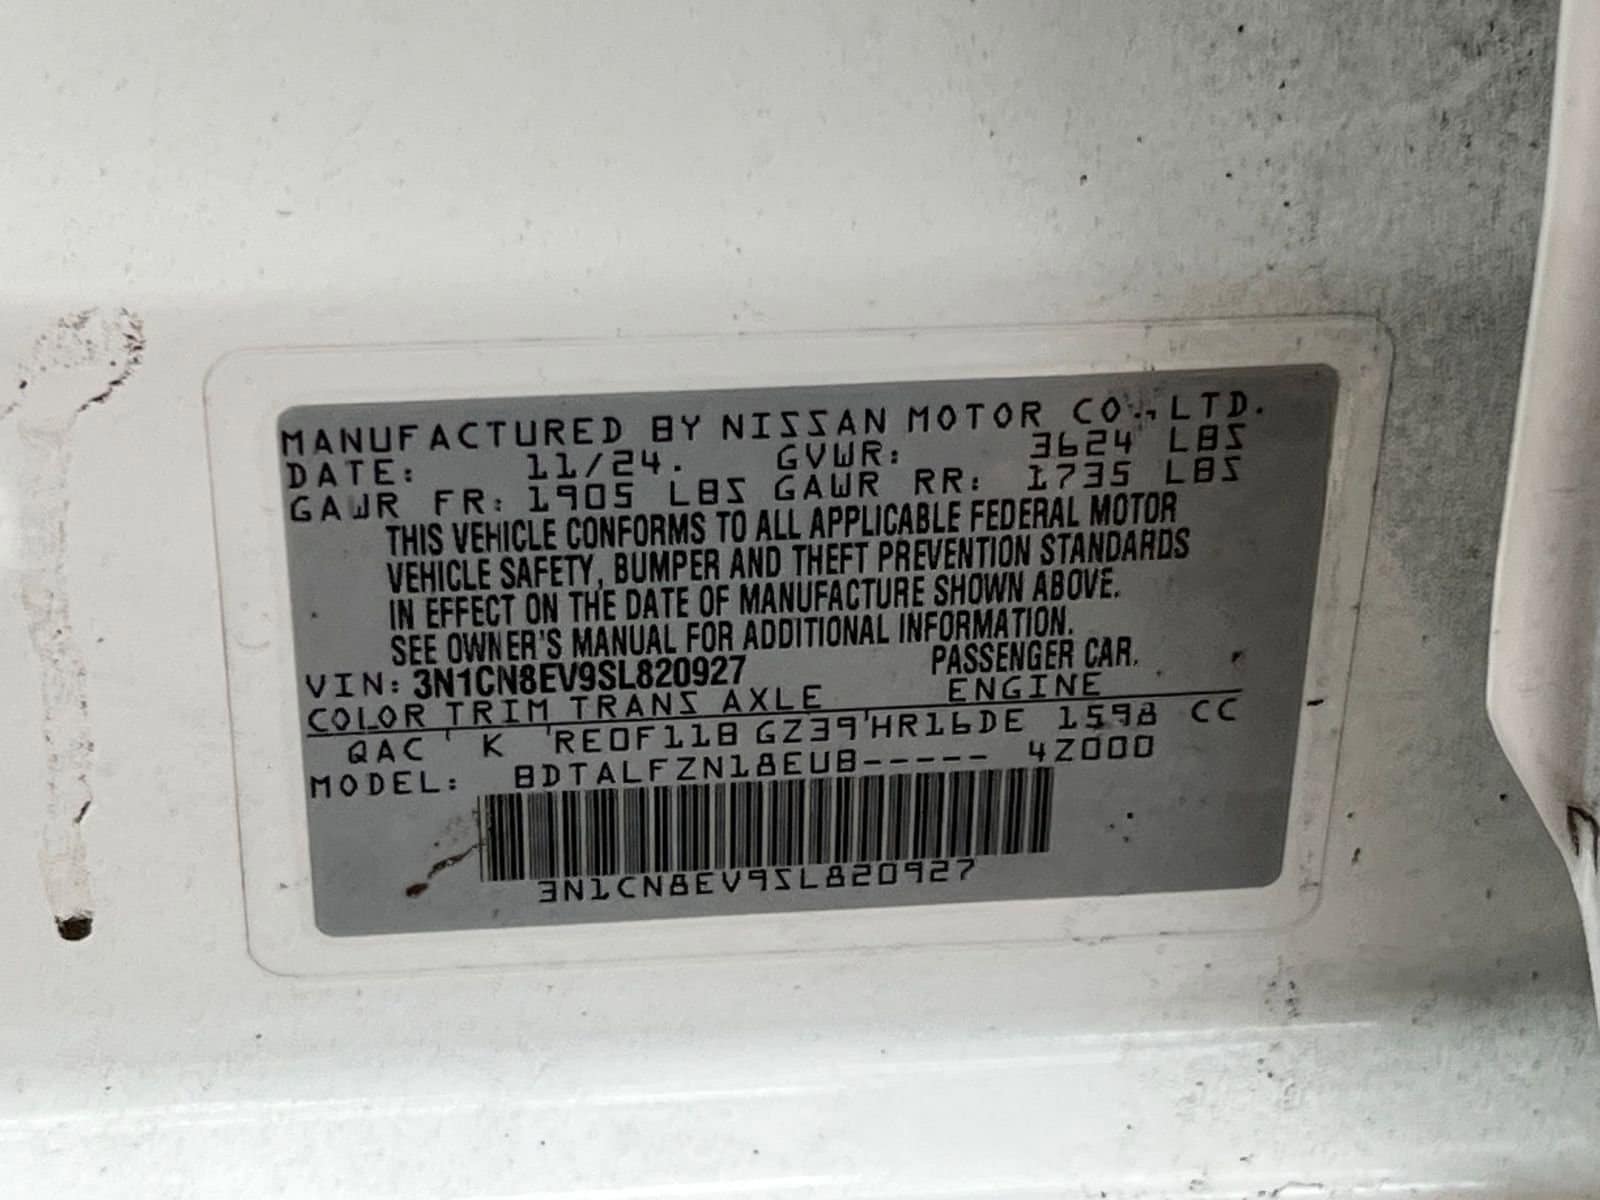 MANUFACTURED BY NISSAN MOTOR CO., LTD.
DATE: 11/24. GVWR: 3624 LBS
GAWR FR: 1905 LBS GAWR RR: 1735 LBS
THIS VEHICLE CONFORMS TO ALL APPLICABLE FEDERAL MOTOR
VEHICLE SAFETY, BUMPER AND THEFT PREVENTION STANDARDS
IN EFFECT ON THE DATE OF MANUFACTURE SHOWN ABOVE.
SEE OWNER'S MANUAL FOR ADDITIONAL INFORMATION.
VIN: 3N1CN8EV9SL820927 PASSENGER CAR.
COLOR TRIM TRANS AXLE ENGINE
QAC' K 'RE0F11B GZ39'HR16DE 1598 CC
MODEL: BDTALFZN18EUB----- 4Z000
3N1CN8EV9SL820927